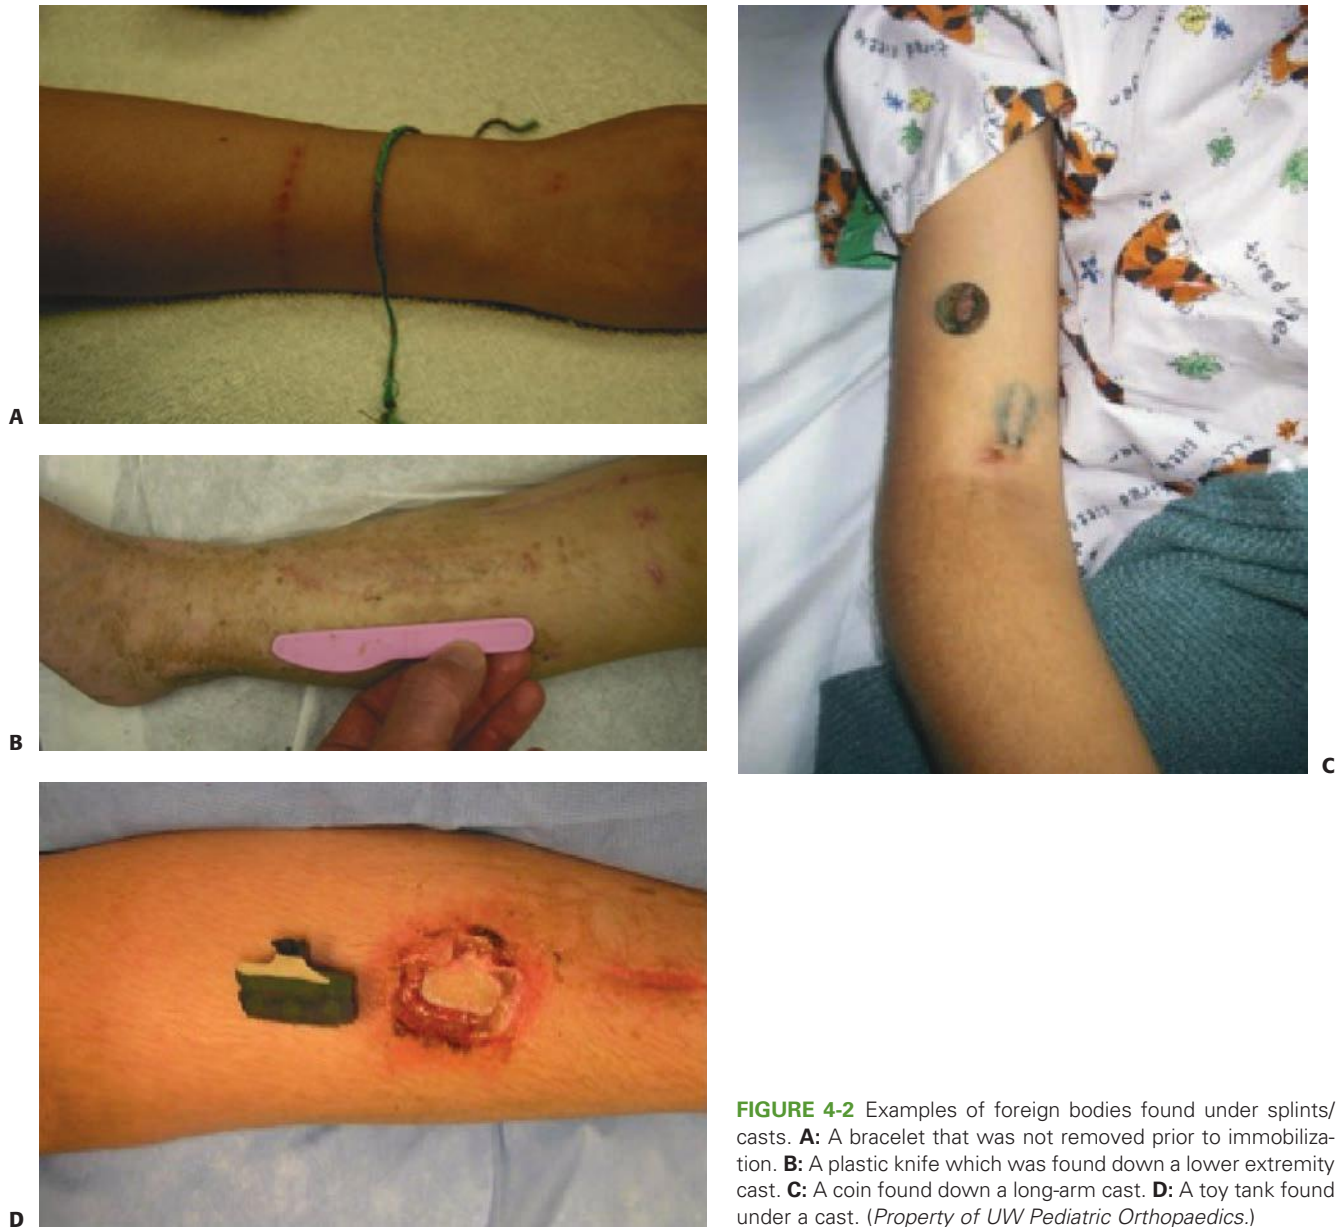 A
B
C
D
FIGURE 4-2 Examples of foreign bodies found under splints/
casts. A: A bracelet that was not removed prior to immobiliza-
tion. B: A plastic knife which was found down a lower extremity
cast. C: A coin found down a long-arm cast. D: A toy tank found
under a cast. (Property of UW Pediatric Orthopaedics.)